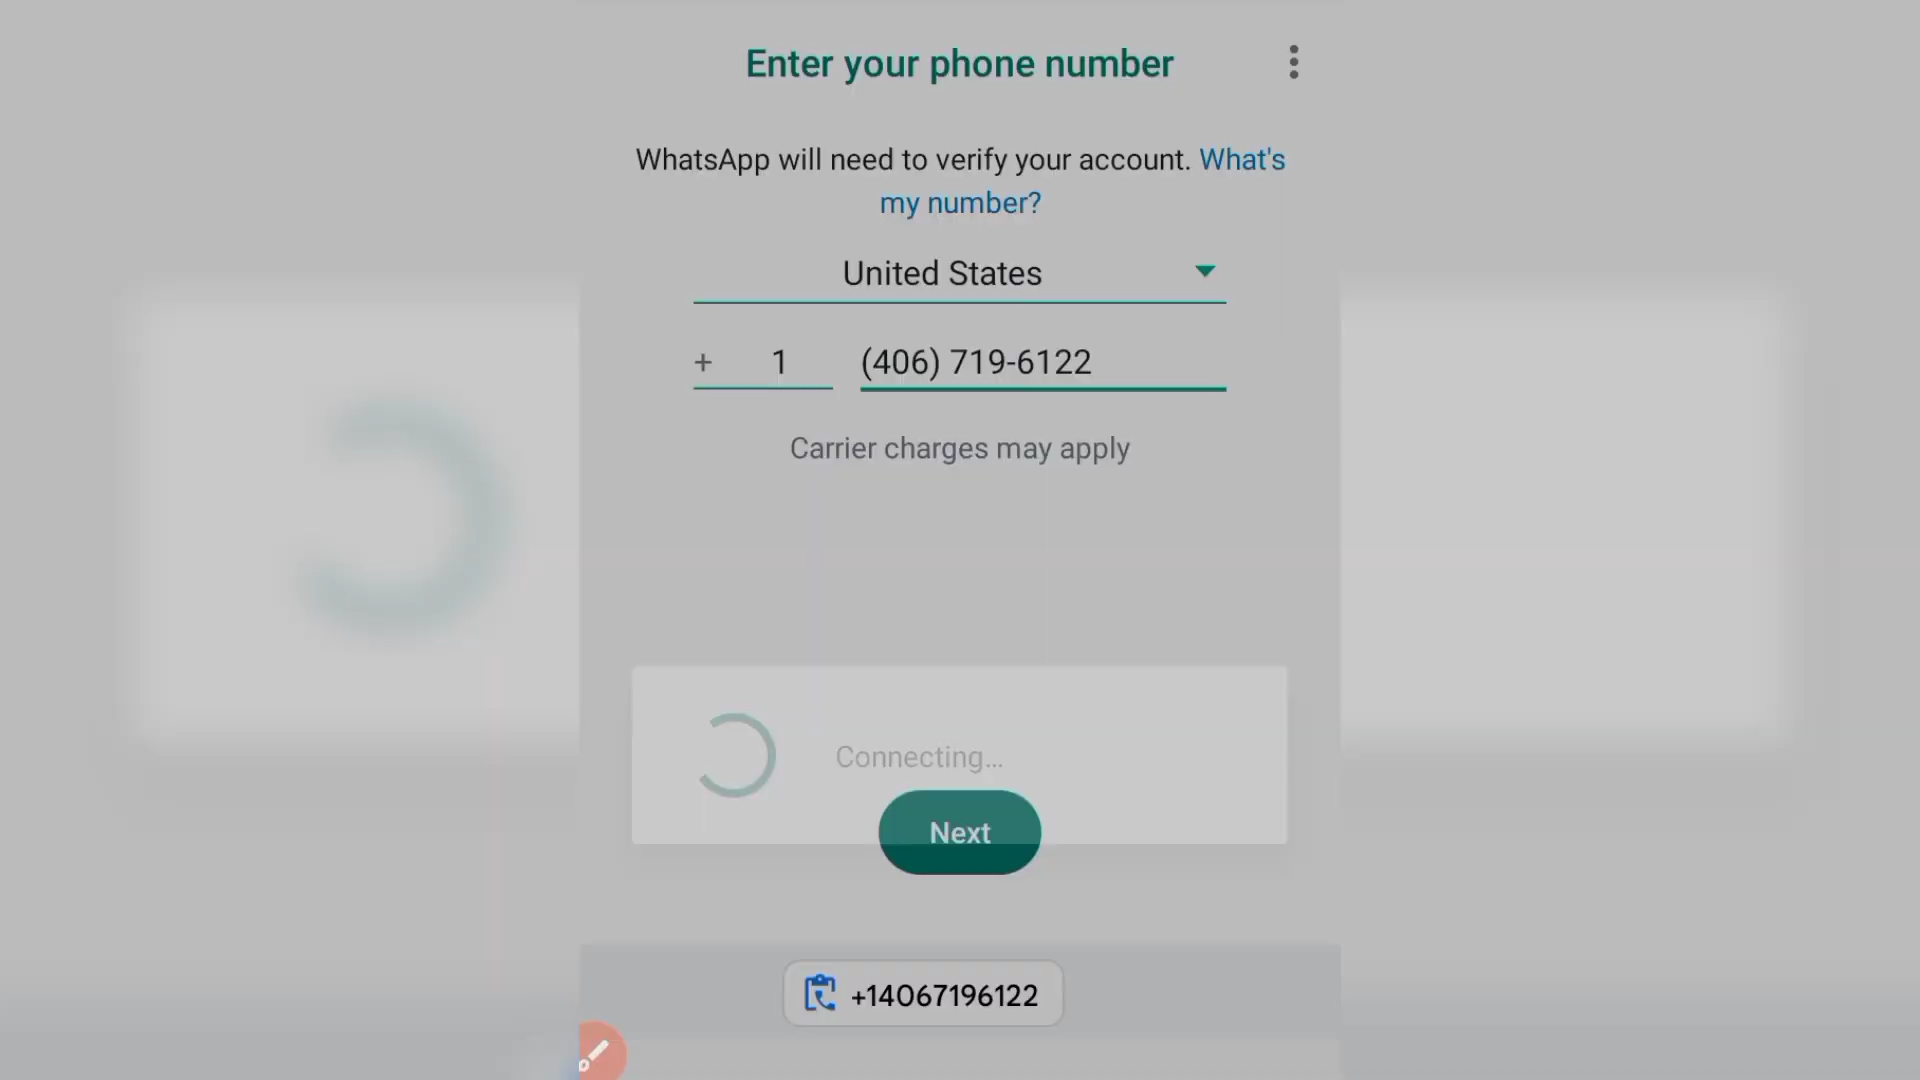 Enter your phone number
WhatsApp will need to verify your account. What's
my number?
United States
+ 1 (406) 719-6122
Carrier charges may apply
Connecting...
Next
+14067196122